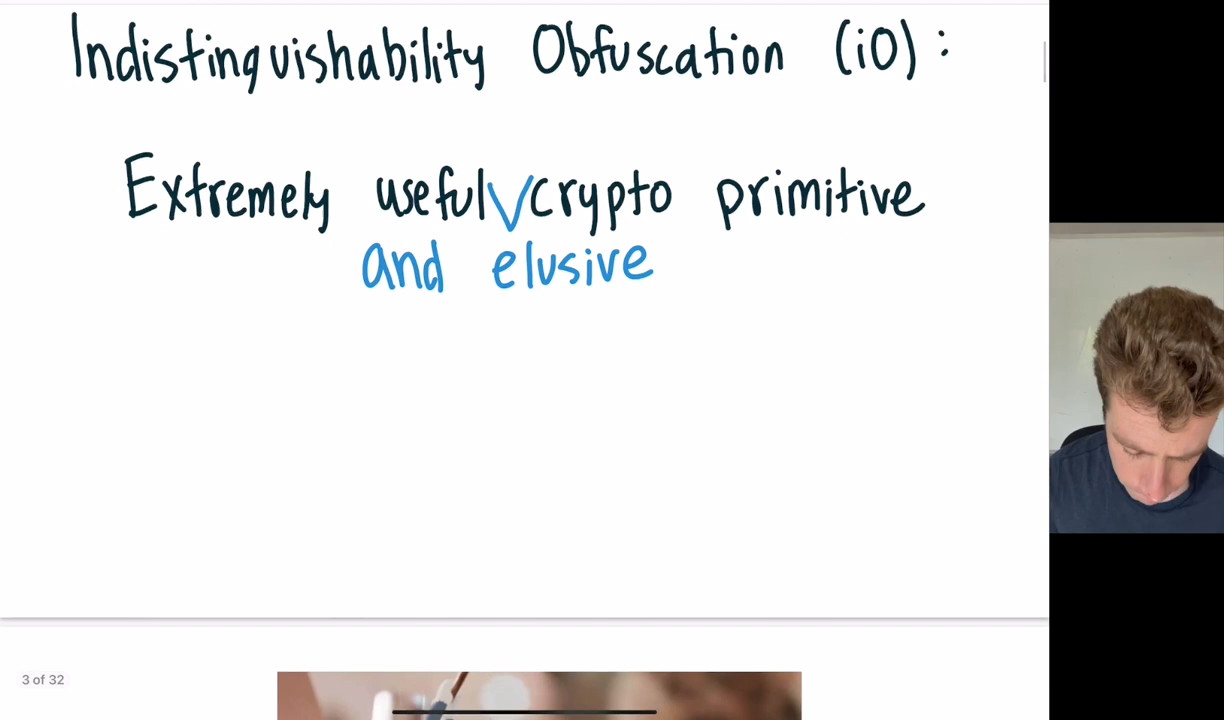 Indistinguishability Obfuscation (iO):
Extremely useful crypto primitive
and elusive
3 of 32